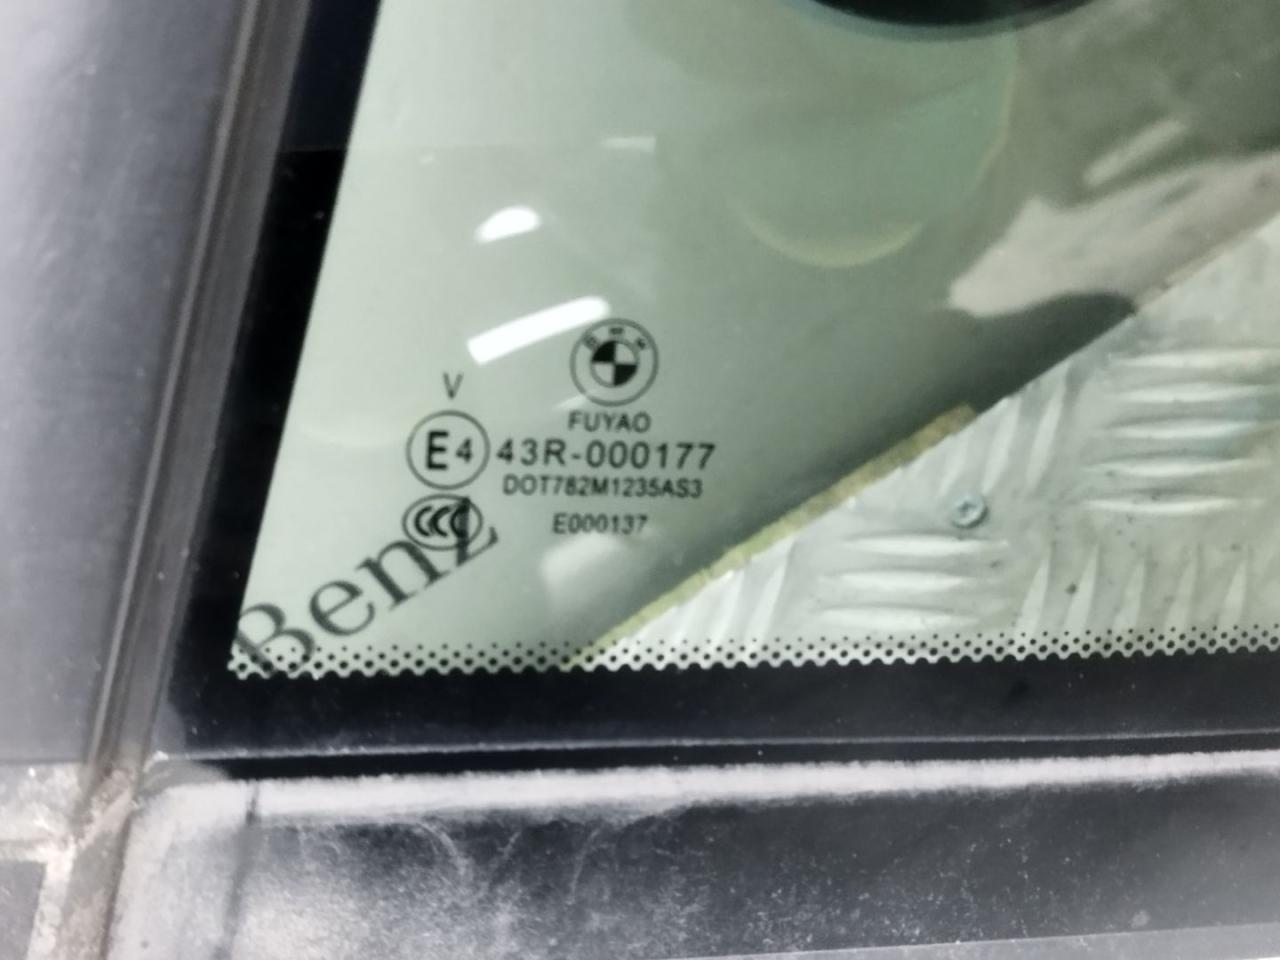 BMW
V
FUYAO
E4 43R-000177
DOT782M1235AS3
CCC E000137
Benz